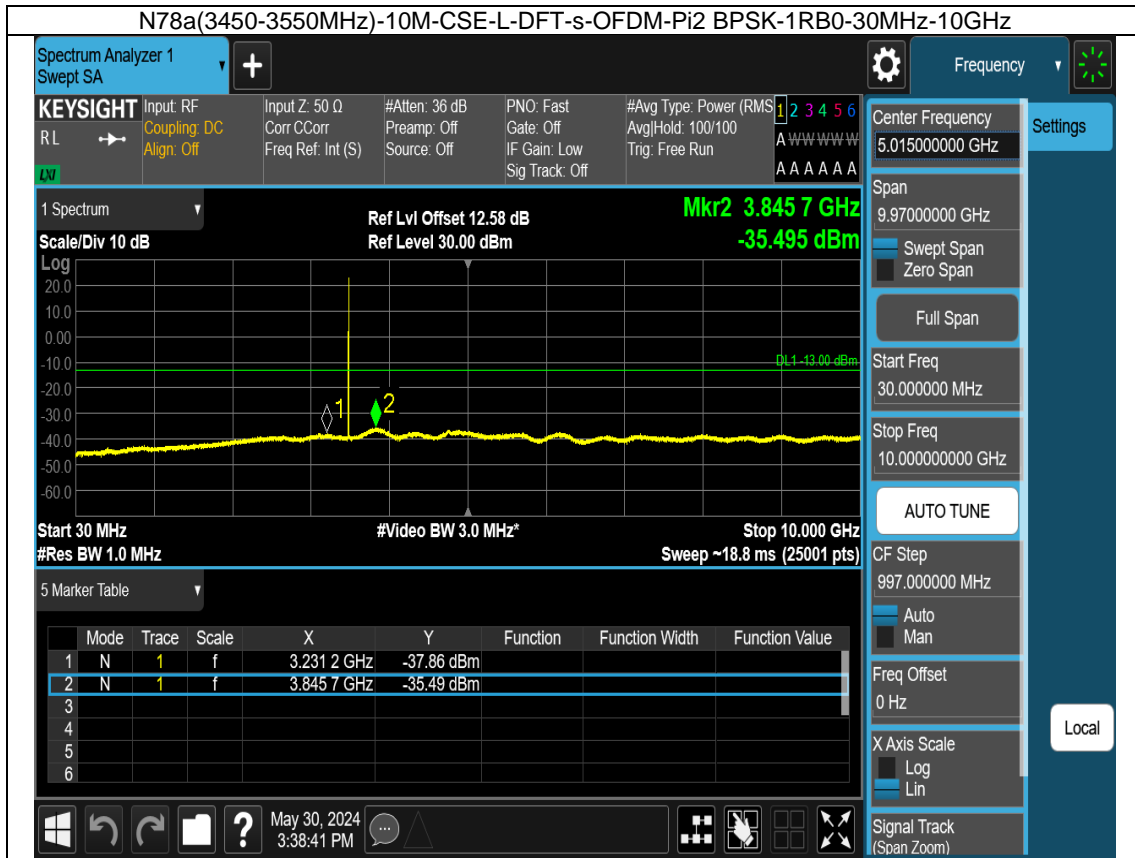 N78a(3450-3550MHz)-10M-CSE-L-DFT-s-OFDM-Pi2 BPSK-1RB0-30MHz-10GHz
Spectrum Analyzer 1
Swept SA
+
Frequency
KEYSIGHT
RL
LXI
Input: RF
Coupling: DC
Align: Off
Input Z: 50 Ω
Corr CCorr
Freq Ref: Int (S)
#Atten: 36 dB
Preamp: Off
Source: Off
PNO: Fast
Gate: Off
IF Gain: Low
Sig Track: Off
#Avg Type: Power (RMS
Avg|Hold: 100/100
Trig: Free Run
1 2 3 4 5 6
A W W W W W
A A A A A A
1 Spectrum
Scale/Div 10 dB
Ref Lvl Offset 12.58 dB
Ref Level 30.00 dBm
Mkr2 3.845 7 GHz
-35.495 dBm
Log
20.0
10.0
0.00
-10.0
-20.0
-30.0
-40.0
-50.0
-60.0
DL1 -13.00 dBm
1
2
Start 30 MHz
#Res BW 1.0 MHz
#Video BW 3.0 MHz*
Stop 10.000 GHz
Sweep ~18.8 ms (25001 pts)
5 Marker Table
Mode Trace Scale X Y Function Function Width Function Value
1 N 1 f 3.231 2 GHz -37.86 dBm
2 N 1 f 3.845 7 GHz -35.49 dBm
3
4
5
6
May 30, 2024
3:38:41 PM
?
Center Frequency
5.015000000 GHz
Settings
Span
9.97000000 GHz
Swept Span
Zero Span
Full Span
Start Freq
30.000000 MHz
Stop Freq
10.000000000 GHz
AUTO TUNE
CF Step
997.000000 MHz
Auto
Man
Freq Offset
0 Hz
Local
X Axis Scale
Log
Lin
Signal Track
(Span Zoom)